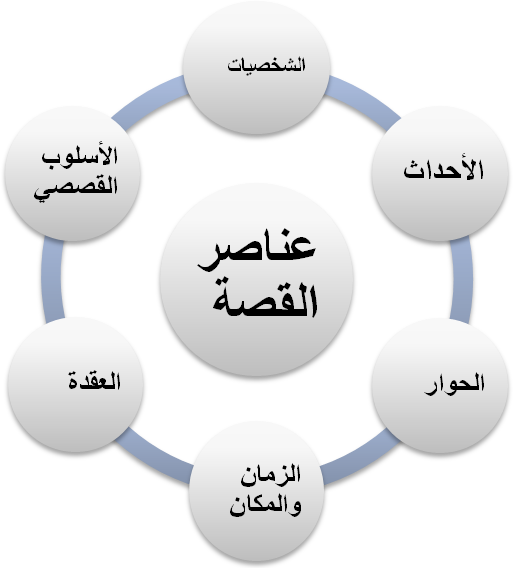 الشخصيات
الأحداث
الحوار
الزمان
والمكان
العقدة
الأسلوب
القصصي
عناصر
القصة